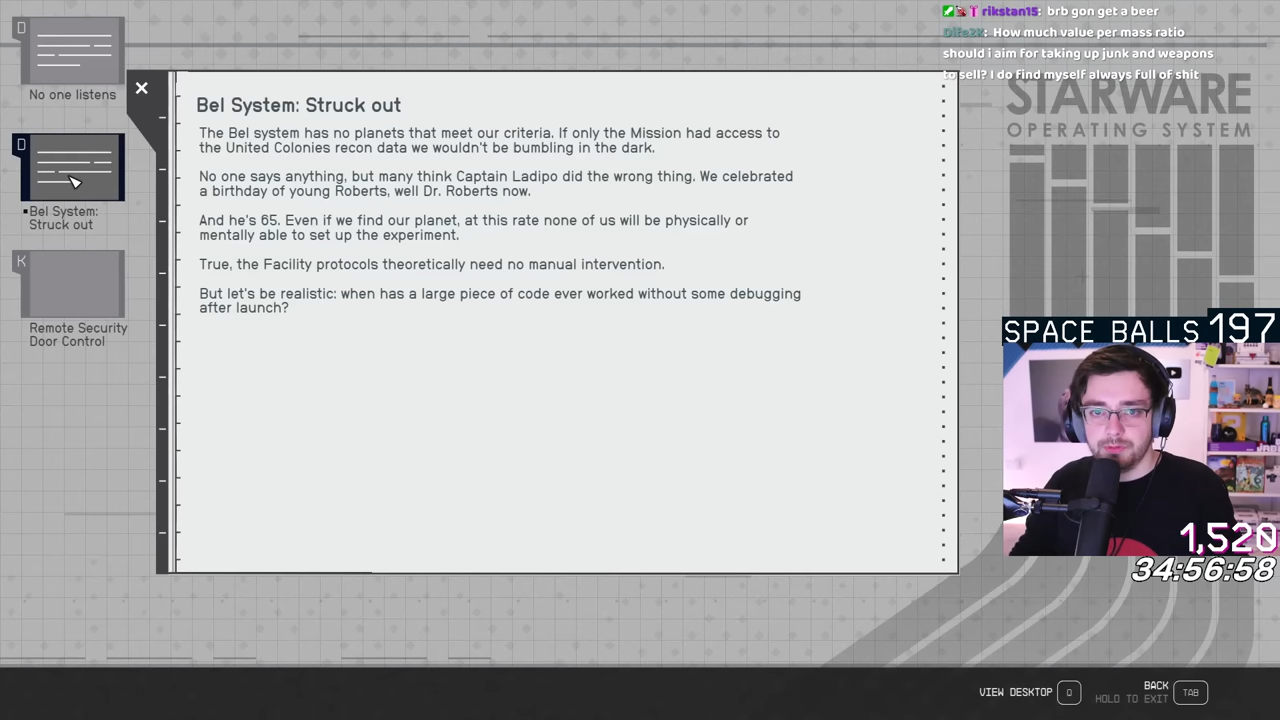 rikstan15: brb gon get a beer
Dife2K: How much value per mass ratio
should i aim for taking up junk and weapons
to sell? I do find myself always full of shit
D
No one listens
D
Bel System:
Struck out
K
Remote Security
Door Control
Bel System: Struck out
The Bel system has no planets that meet our criteria. If only the Mission had access to
the United Colonies recon data we wouldn't be bumbling in the dark.
No one says anything, but many think Captain Ladipo did the wrong thing. We celebrated
a birthday of young Roberts, well Dr. Roberts now.
And he's 65. Even if we find our planet, at this rate none of us will be physically or
mentally able to set up the experiment.
True, the Facility protocols theoretically need no manual intervention.
But let's be realistic: when has a large piece of code ever worked without some debugging
after launch?
STARWARE
OPERATING SYSTEM
SPACE BALLS 197
1,520
34:56:58
VIEW DESKTOP Q
BACK
HOLD TO EXIT TAB